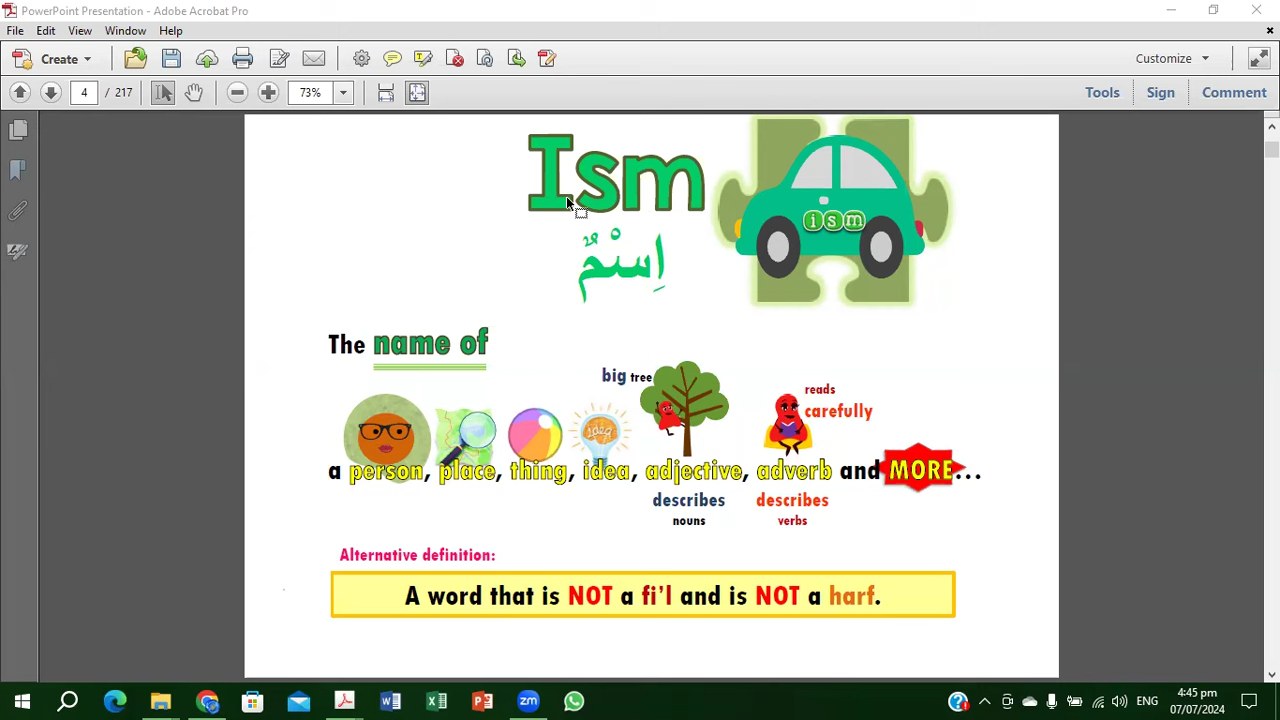 PowerPoint Presentation - Adobe Acrobat Pro
File Edit View Window Help
Create Customize
4 / 217 73% Tools Sign Comment
Ism
ism
اِسْمٌ
The name of
big tree
reads
carefully
idea
a person, place, thing, idea, adjective, adverb and MORE...
describes describes
nouns verbs
Alternative definition:
A word that is NOT a fi'l and is NOT a harf.
ENG
4:45 pm
07/07/2024